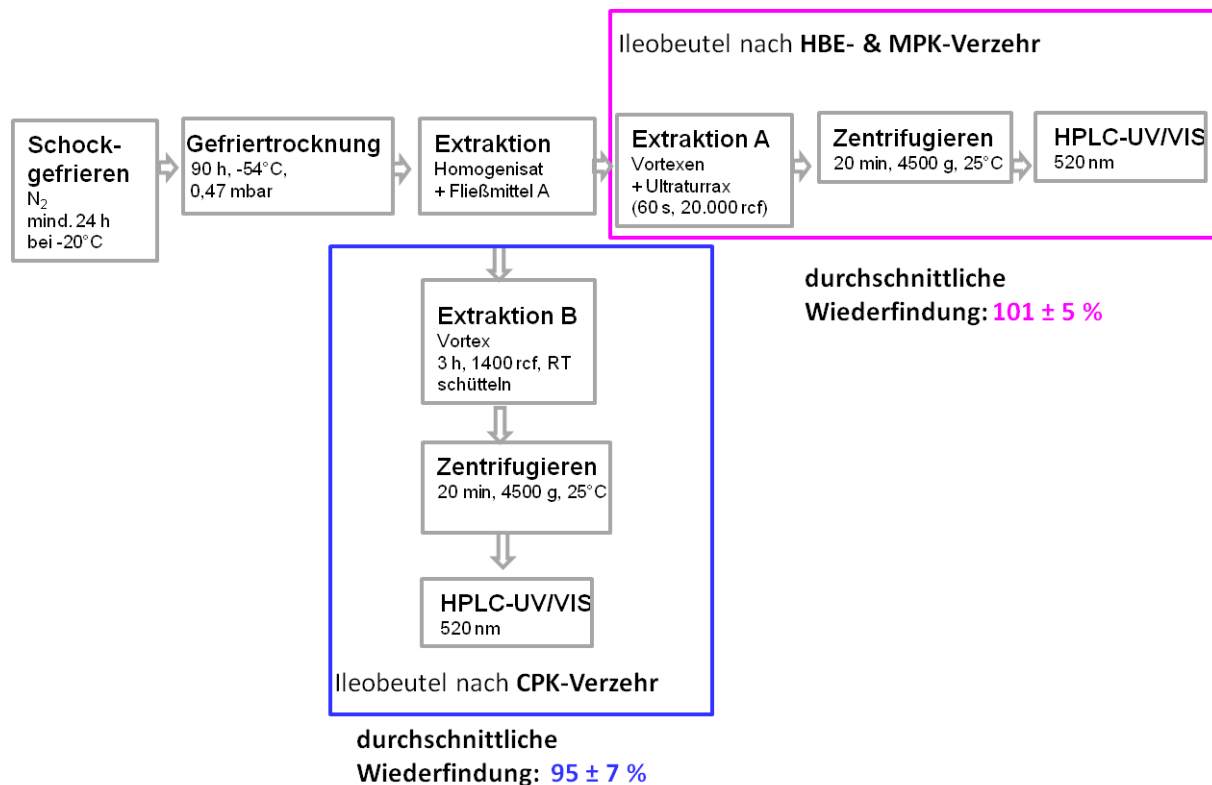 Ileobeutel nach HBE- & MPK-Verzehr
Schock-
gefrieren
N2
mind. 24 h
bei -20°C
Gefriertrocknung
90 h, -54°C,
0,47 mbar
Extraktion
Homogenisat
+ Fließmittel A
Extraktion A
Vortexen
+ Ultraturrax
(60 s, 20.000 rcf)
Zentrifugieren
20 min, 4500 g, 25°C
HPLC-UV/VIS
520 nm
durchschnittliche
Wiederfindung: 101 ± 5 %
Extraktion B
Vortex
3 h, 1400 rcf, RT
schütteln
Zentrifugieren
20 min, 4500 g, 25°C
HPLC-UV/VIS
520 nm
Ileobeutel nach CPK-Verzehr
durchschnittliche
Wiederfindung: 95 ± 7 %